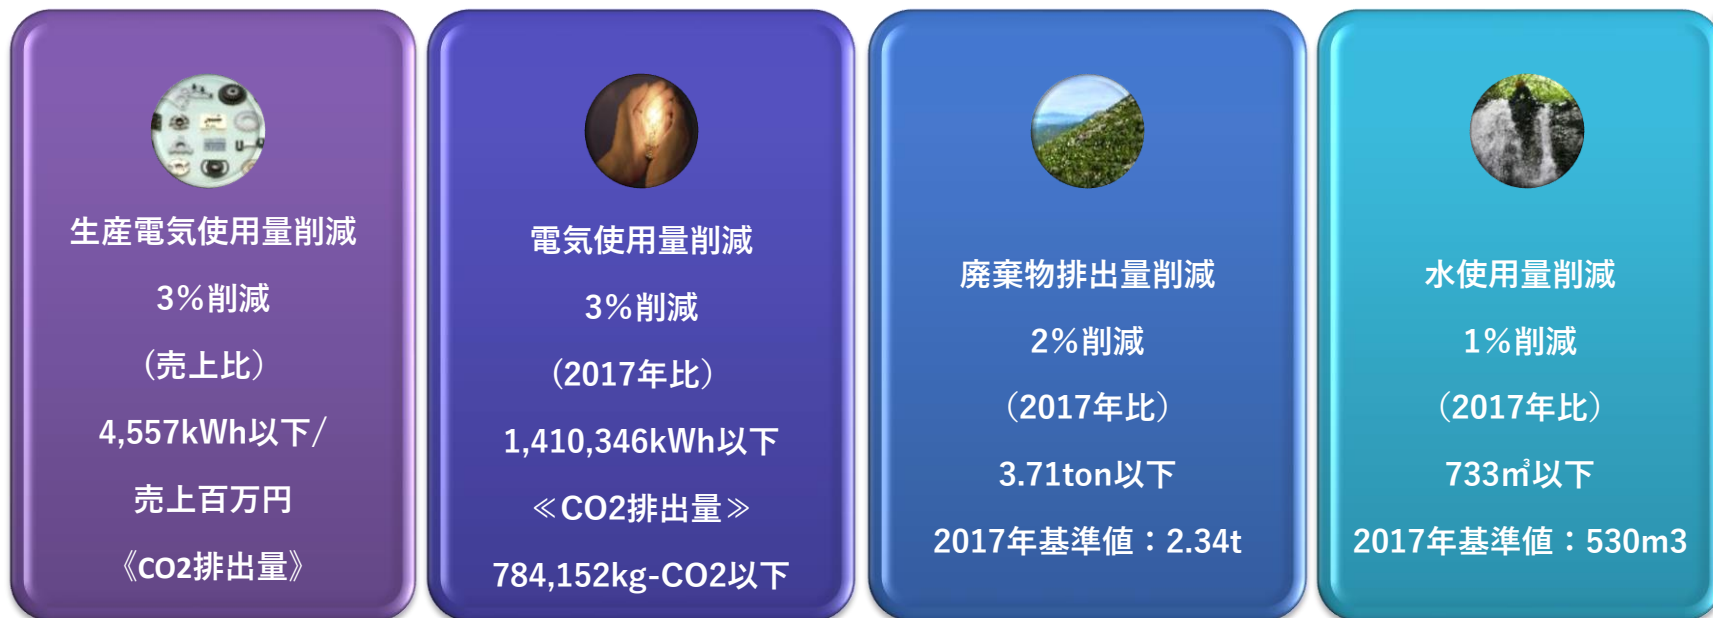 生産電気使用量削減
3%削減
(売上比)
4,557kWh以下/
売上百万円
《CO2排出量》
電気使用量削減
3%削減
(2017年比)
1,410,346kWh以下
≪CO2排出量≫
784,152kg-CO2以下
廃棄物排出量削減
2%削減
(2017年比)
3.71ton以下
2017年基準値：2.34t
水使用量削減
1%削減
(2017年比)
733㎥以下
2017年基準値：530m3